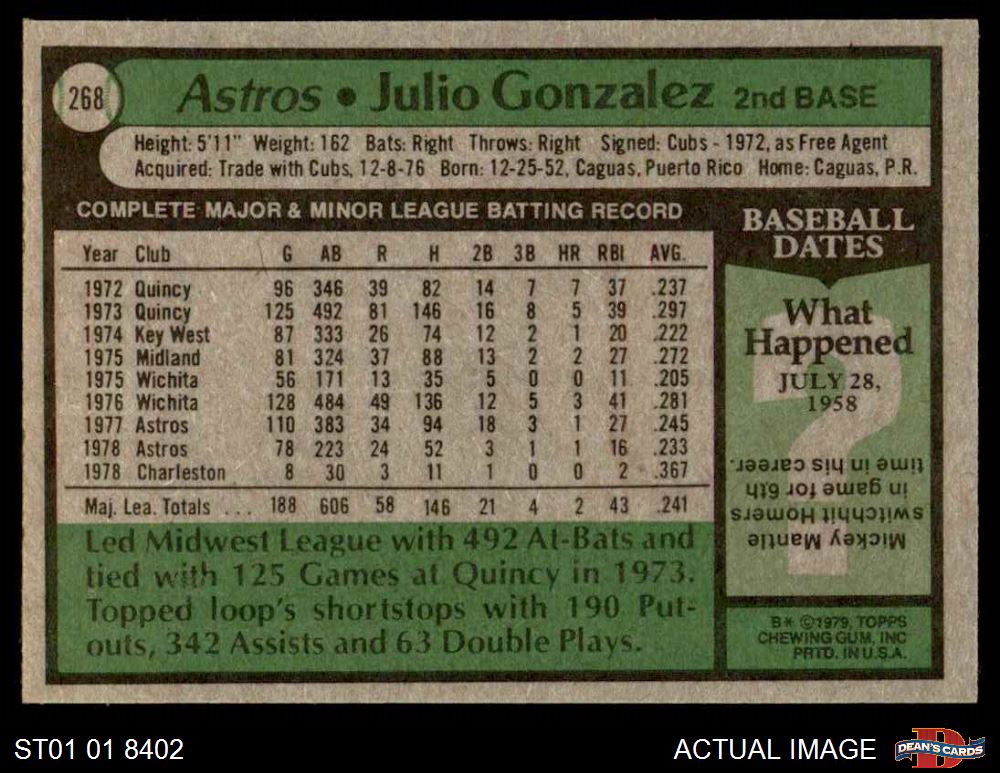 268
Astros • Julio Gonzalez 2nd BASE
Height: 5'11" Weight: 162 Bats: Right Throws: Right Signed: Cubs - 1972, as Free Agent
Acquired: Trade with Cubs, 12-8-76 Born: 12-25-52, Caguas, Puerto Rico Home: Caguas, P.R.
COMPLETE MAJOR & MINOR LEAGUE BATTING RECORD
Year Club G AB R H 2B 3B HR RBI AVG.
1972 Quincy 96 346 39 82 14 7 7 37 .237
1973 Quincy 125 492 81 146 16 8 5 39 .297
1974 Key West 87 333 26 74 12 2 1 20 .222
1975 Midland 81 324 37 88 13 2 2 27 .272
1975 Wichita 56 171 13 35 5 0 0 11 .205
1976 Wichita 128 484 49 136 12 5 3 41 .281
1977 Astros 110 383 34 94 18 3 1 27 .245
1978 Astros 78 223 24 52 3 1 1 16 .233
1978 Charleston 8 30 3 11 1 0 0 2 .367
Maj. Lea. Totals . . . 188 606 58 146 21 4 2 43 .241
Led Midwest League with 492 At-Bats and
tied with 125 Games at Quincy in 1973.
Topped loop's shortstops with 190 Put-
outs, 342 Assists and 63 Double Plays.
BASEBALL
DATES
What
Happened
JULY 28,
1958
?
Mickey Mantle
switchhit Homers
in game for 6th
time in his career.
B* ©1979, TOPPS
CHEWING GUM, INC
PRTD. IN U.S.A.
ST01 01 8402
ACTUAL IMAGE
D
DEAN'S CARDS